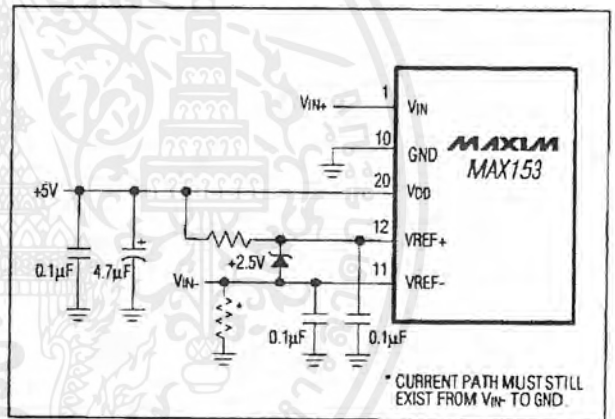 VIN+
1
VIN
10
GND
MAXIM
MAX153
+5V
20
VDD
12
VREF+
+2.5V
0.1µF
4.7µF
+
VIN-
11
VREF-
*
0.1µF
0.1µF
* CURRENT PATH MUST STILL
EXIST FROM VIN- TO GND.